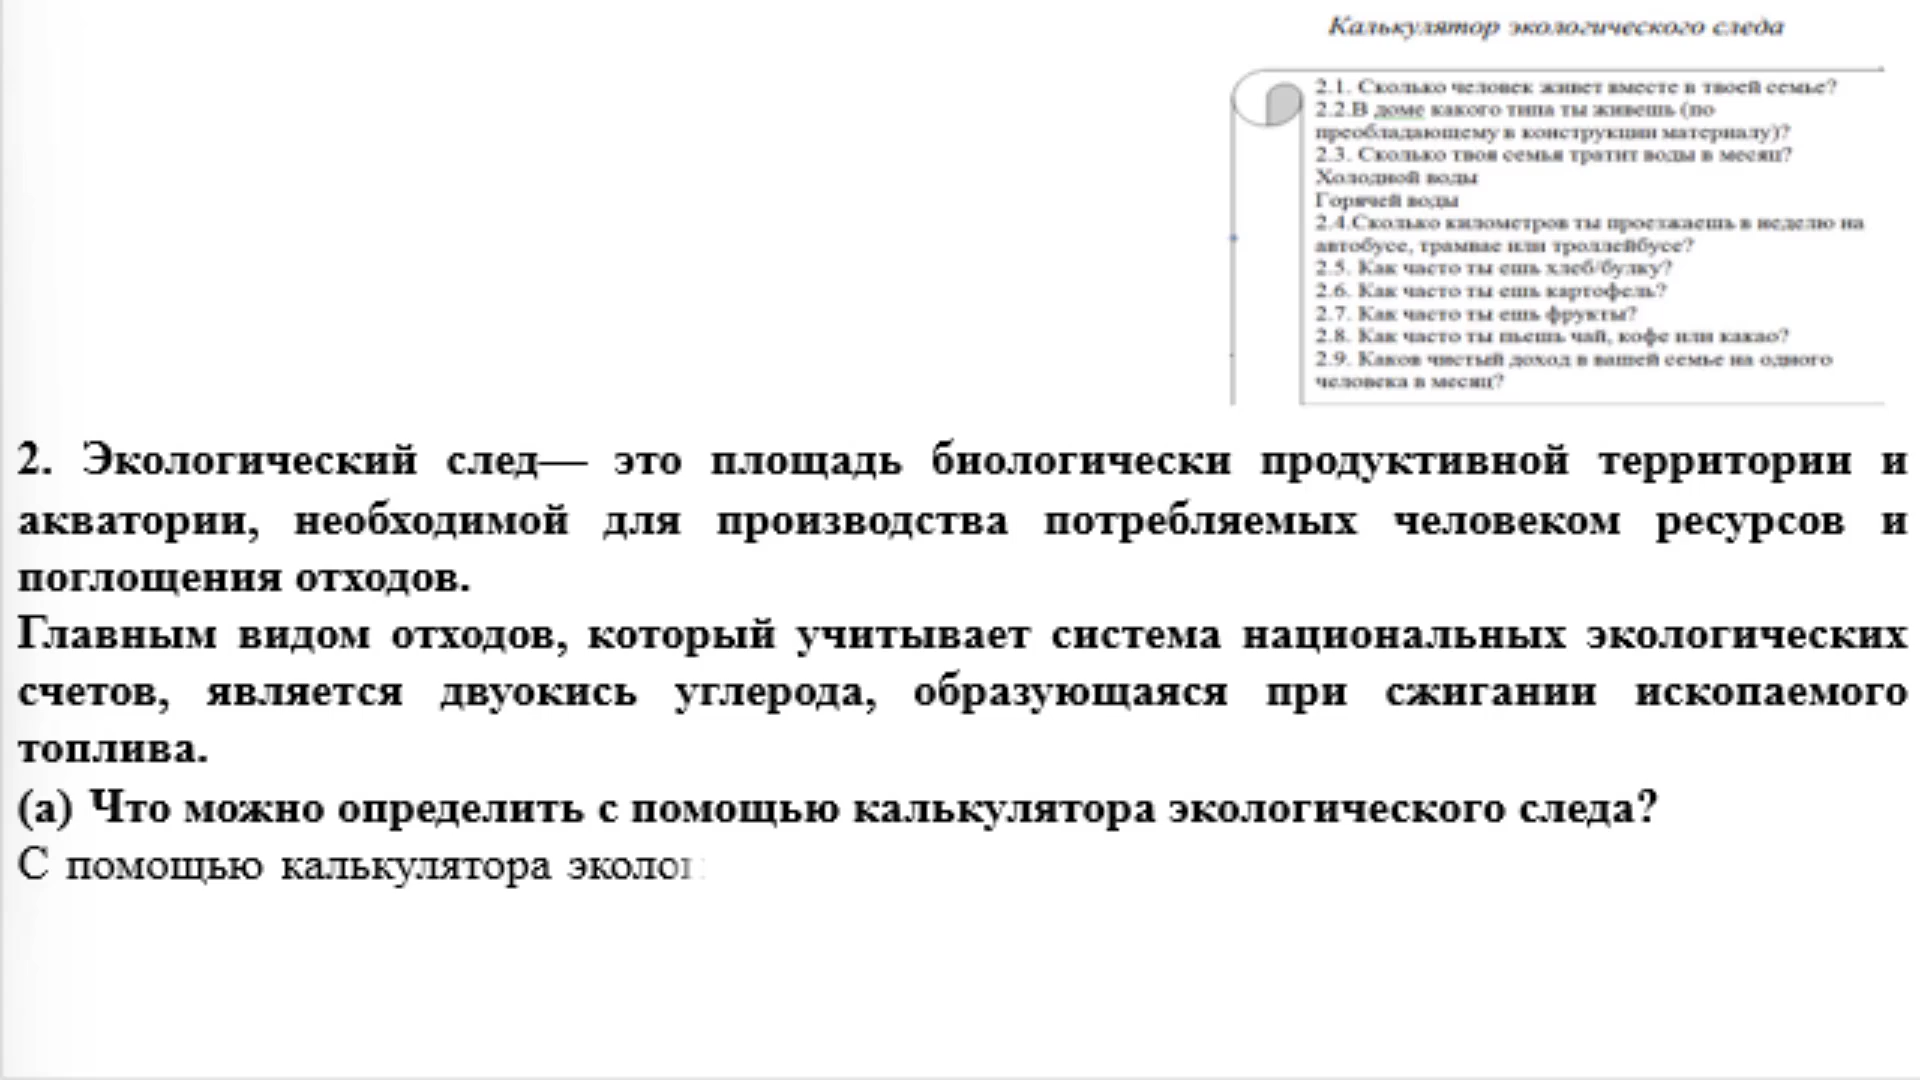 Калькулятор экологического следа
2.1. Сколько человек живет вместе в твоей семье?
2.2.В доме какого типа ты живешь (по
преобладающему в конструкции материалу)?
2.3. Сколько твоя семья тратит воды в месяц?
Холодной воды
Горячей воды
2.4.Сколько километров ты проезжаешь в неделю на
автобусе, трамвае или троллейбусе?
2.5. Как часто ты ешь хлеб/булку?
2.6. Как часто ты ешь картофель?
2.7. Как часто ты ешь фрукты?
2.8. Как часто ты пьешь чай, кофе или какао?
2.9. Каков чистый доход в вашей семье на одного
человека в месяц?
2. Экологический след— это площадь биологически продуктивной территории и
акватории, необходимой для производства потребляемых человеком ресурсов и
поглощения отходов.
Главным видом отходов, который учитывает система национальных экологических
счетов, является двуокись углерода, образующаяся при сжигании ископаемого
топлива.
(а) Что можно определить с помощью калькулятора экологического следа?
С помощью калькулятора эколог